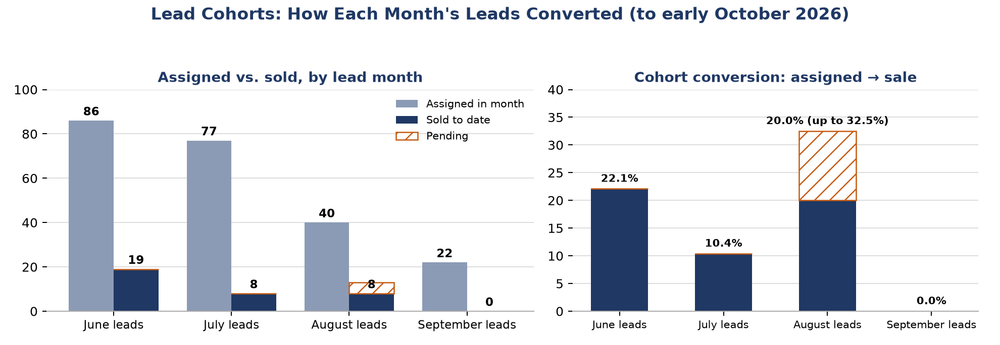 Lead Cohorts: How Each Month's Leads Converted (to early October 2026)
Assigned vs. sold, by lead month
100
80
60
40
20
0
86
19
77
8
40
8
22
0
Assigned in month
Sold to date
Pending
June leads
July leads
August leads
September leads
Cohort conversion: assigned → sale
40
35
30
25
20
15
10
5
0
22.1%
10.4%
20.0% (up to 32.5%)
0.0%
June leads
July leads
August leads
September leads